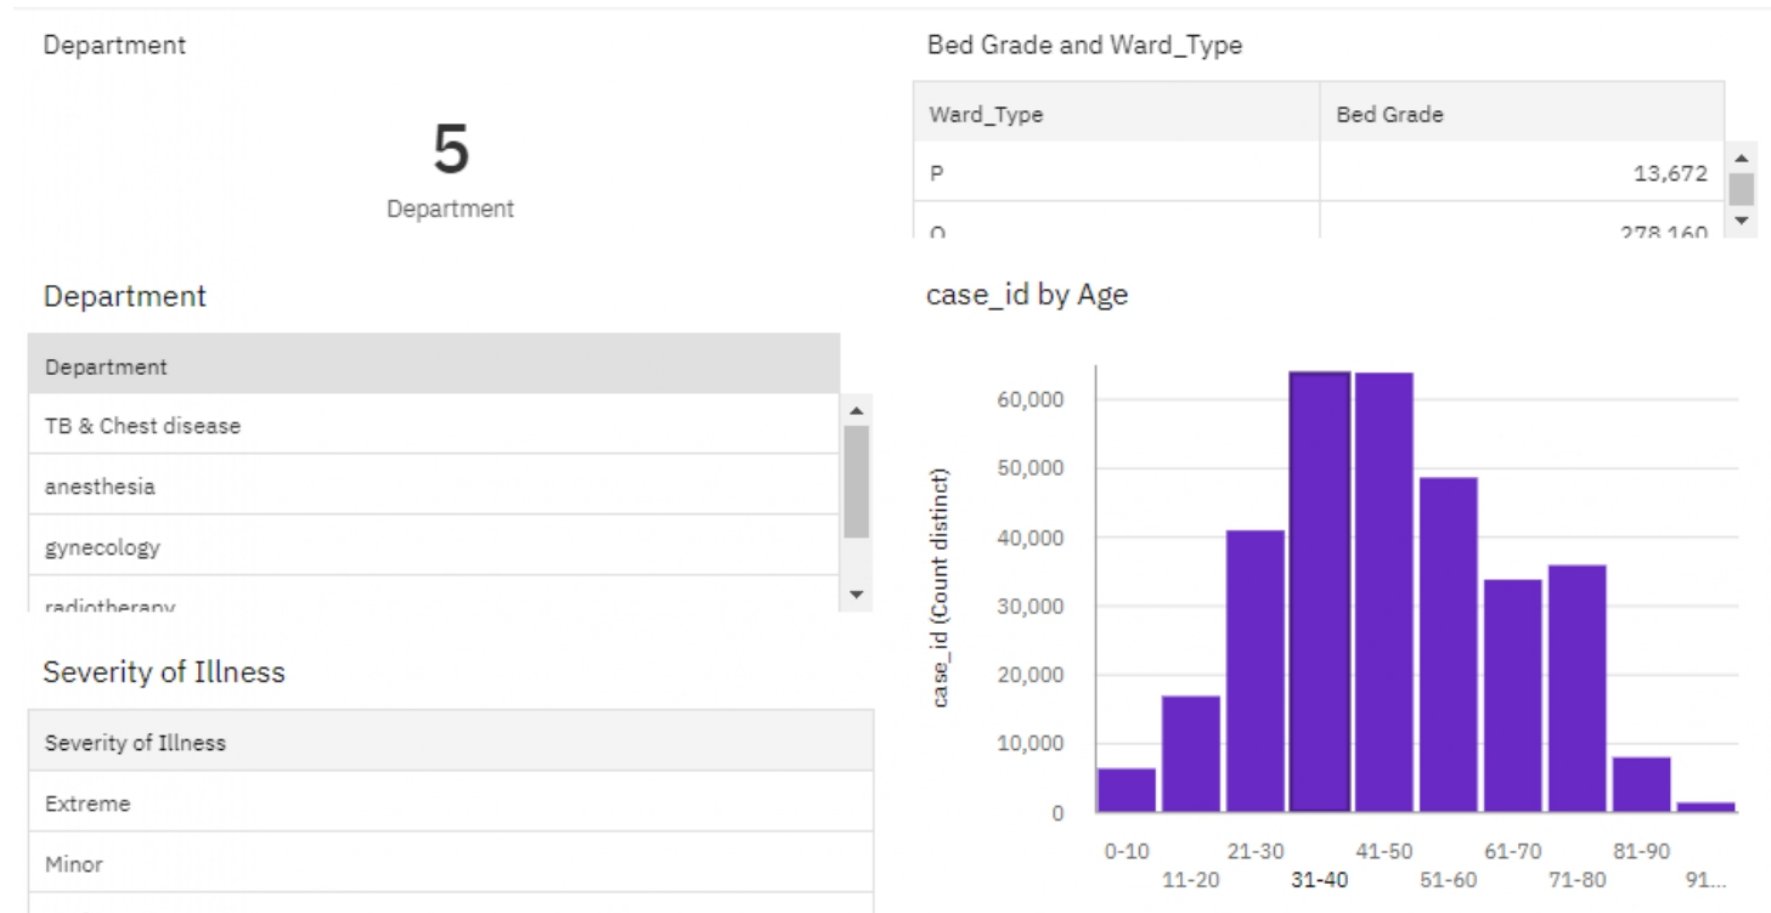 Department
5
Department
Bed Grade and Ward_Type
Ward_Type Bed Grade
P 13,672
Q 278,160
Department
Department
TB & Chest disease
anesthesia
gynecology
radiotherapy
Severity of Illness
Severity of Illness
Extreme
Minor
case_id by Age
case_id (Count distinct)
60,000
50,000
40,000
30,000
20,000
10,000
0
0-10 21-30 41-50 61-70 81-90
11-20 31-40 51-60 71-80 91...